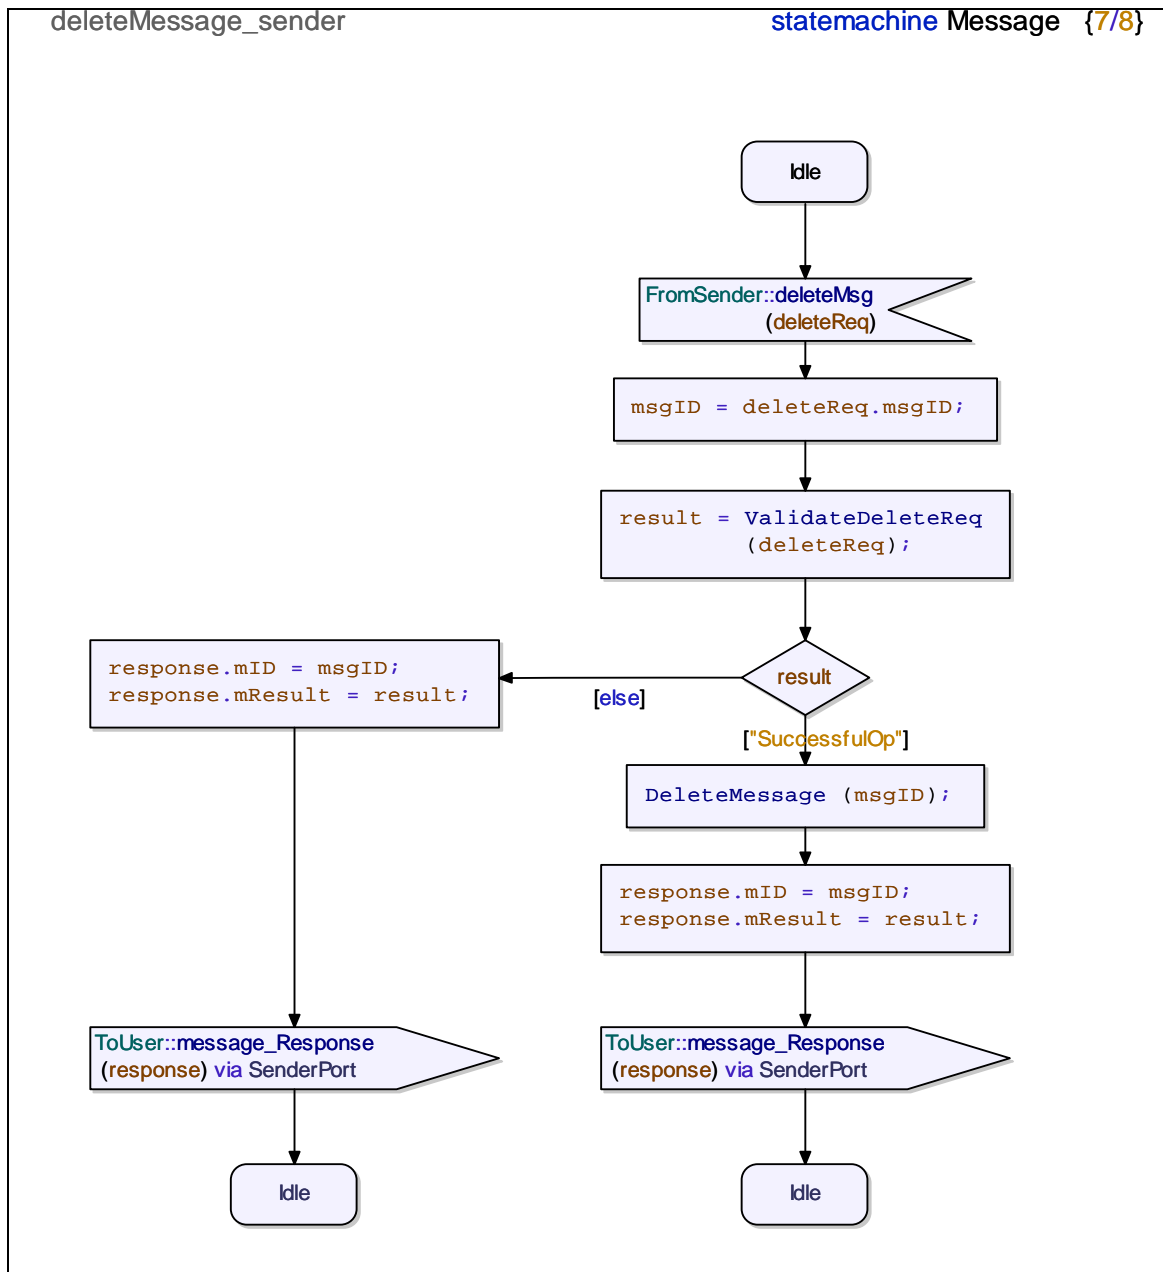 deleteMessage_sender
statemachine Message {7/8}
Idle
FromSender::deleteMsg
(deleteReq)
msgID = deleteReq.msgID;
result = ValidateDeleteReq
(deleteReq);
result
[else]
response.mID = msgID;
response.mResult = result;
["SuccessfulOp"]
DeleteMessage (msgID);
response.mID = msgID;
response.mResult = result;
ToUser::message_Response
(response) via SenderPort
ToUser::message_Response
(response) via SenderPort
Idle
Idle